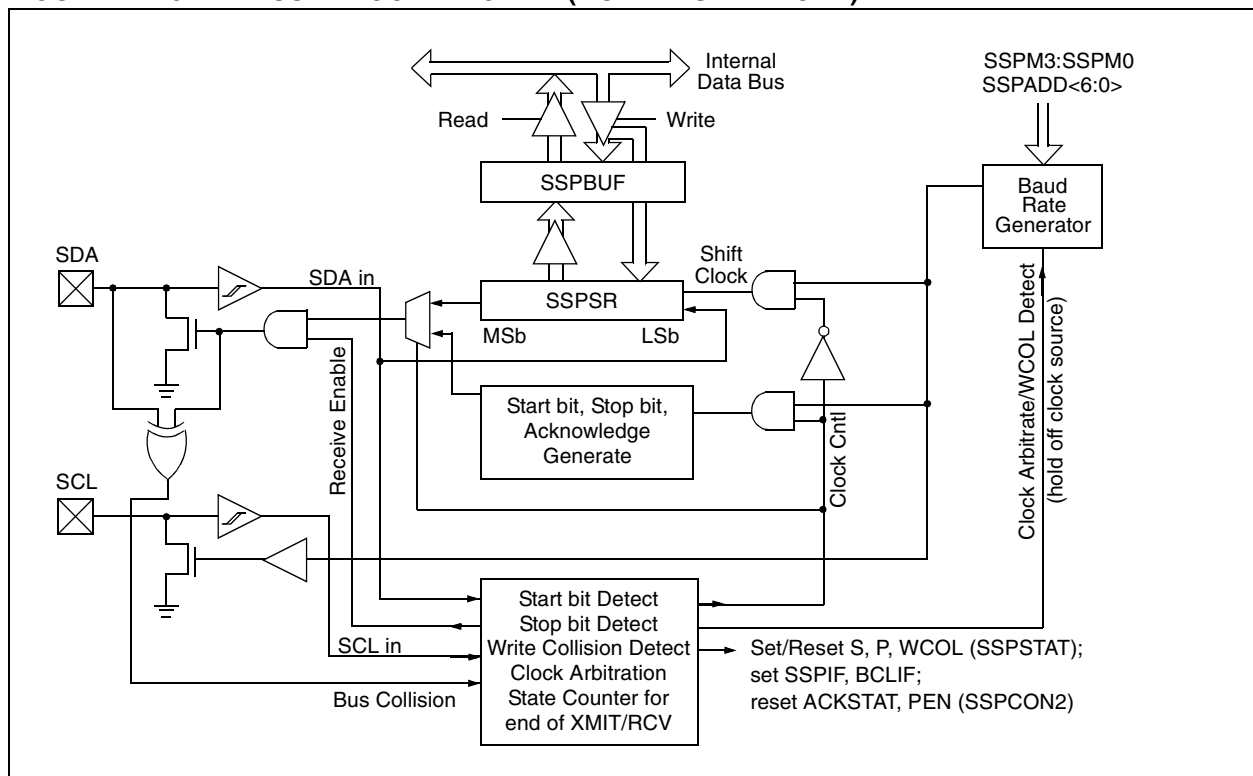 Internal
Data Bus
SSPM3:SSPM0
SSPADD<6:0>
Read
Write
SSPBUF
Baud
Rate
Generator
SDA
SDA in
Shift
Clock
SSPSR
MSb
LSb
Receive Enable
Start bit, Stop bit,
Acknowledge
Generate
Clock Cntl
Clock Arbitrate/WCOL Detect
(hold off clock source)
SCL
SCL in
Bus Collision
Start bit Detect
Stop bit Detect
Write Collision Detect
Clock Arbitration
State Counter for
end of XMIT/RCV
Set/Reset S, P, WCOL (SSPSTAT);
set SSPIF, BCLIF;
reset ACKSTAT, PEN (SSPCON2)